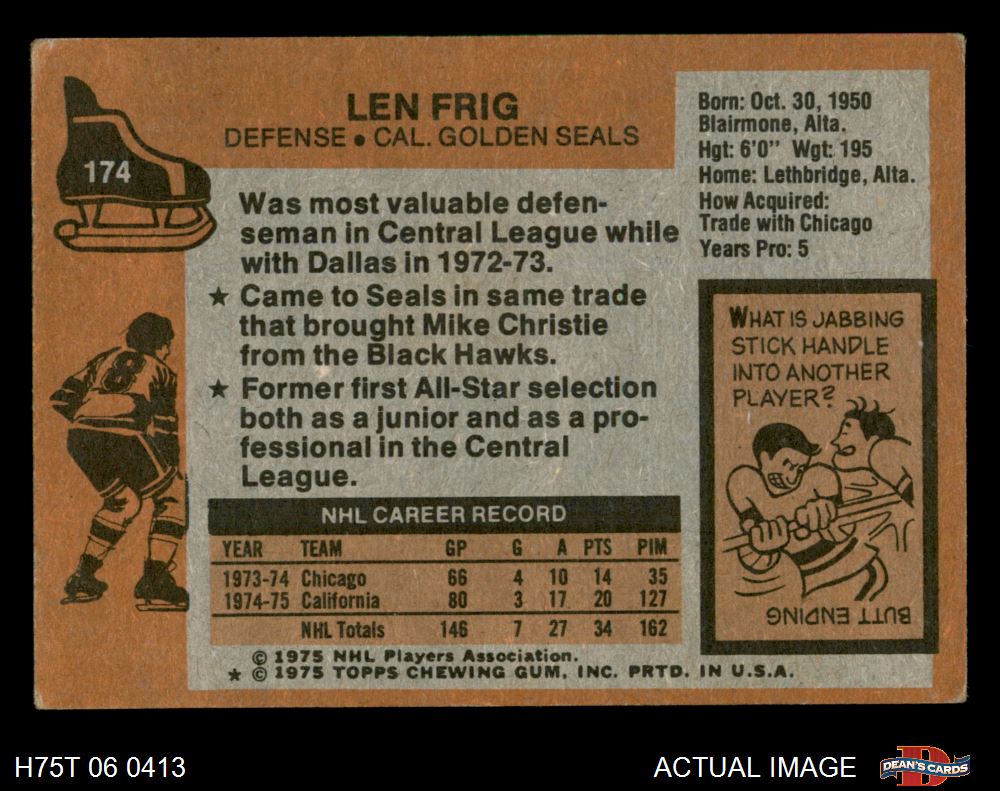 LEN FRIG
DEFENSE • CAL. GOLDEN SEALS
174
Was most valuable defen-
seman in Central League while
with Dallas in 1972-73.
★ Came to Seals in same trade
that brought Mike Christie
from the Black Hawks.
★ Former first All-Star selection
both as a junior and as a pro-
fessional in the Central
League.
8
NHL CAREER RECORD
YEAR TEAM GP G A PTS PIM
1973-74 Chicago 66 4 10 14 35
1974-75 California 80 3 17 20 127
NHL Totals 146 7 27 34 162
© 1975 NHL Players Association.
★ © 1975 TOPPS CHEWING GUM, INC. PRTD. IN U.S.A.
Born: Oct. 30, 1950
Blairmone, Alta.
Hgt: 6'0" Wgt: 195
Home: Lethbridge, Alta.
How Acquired:
Trade with Chicago
Years Pro: 5
WHAT IS JABBING
STICK HANDLE
INTO ANOTHER
PLAYER?
BUTT ENDING
H75T 06 0413
ACTUAL IMAGE
D
DEAN'S CARDS